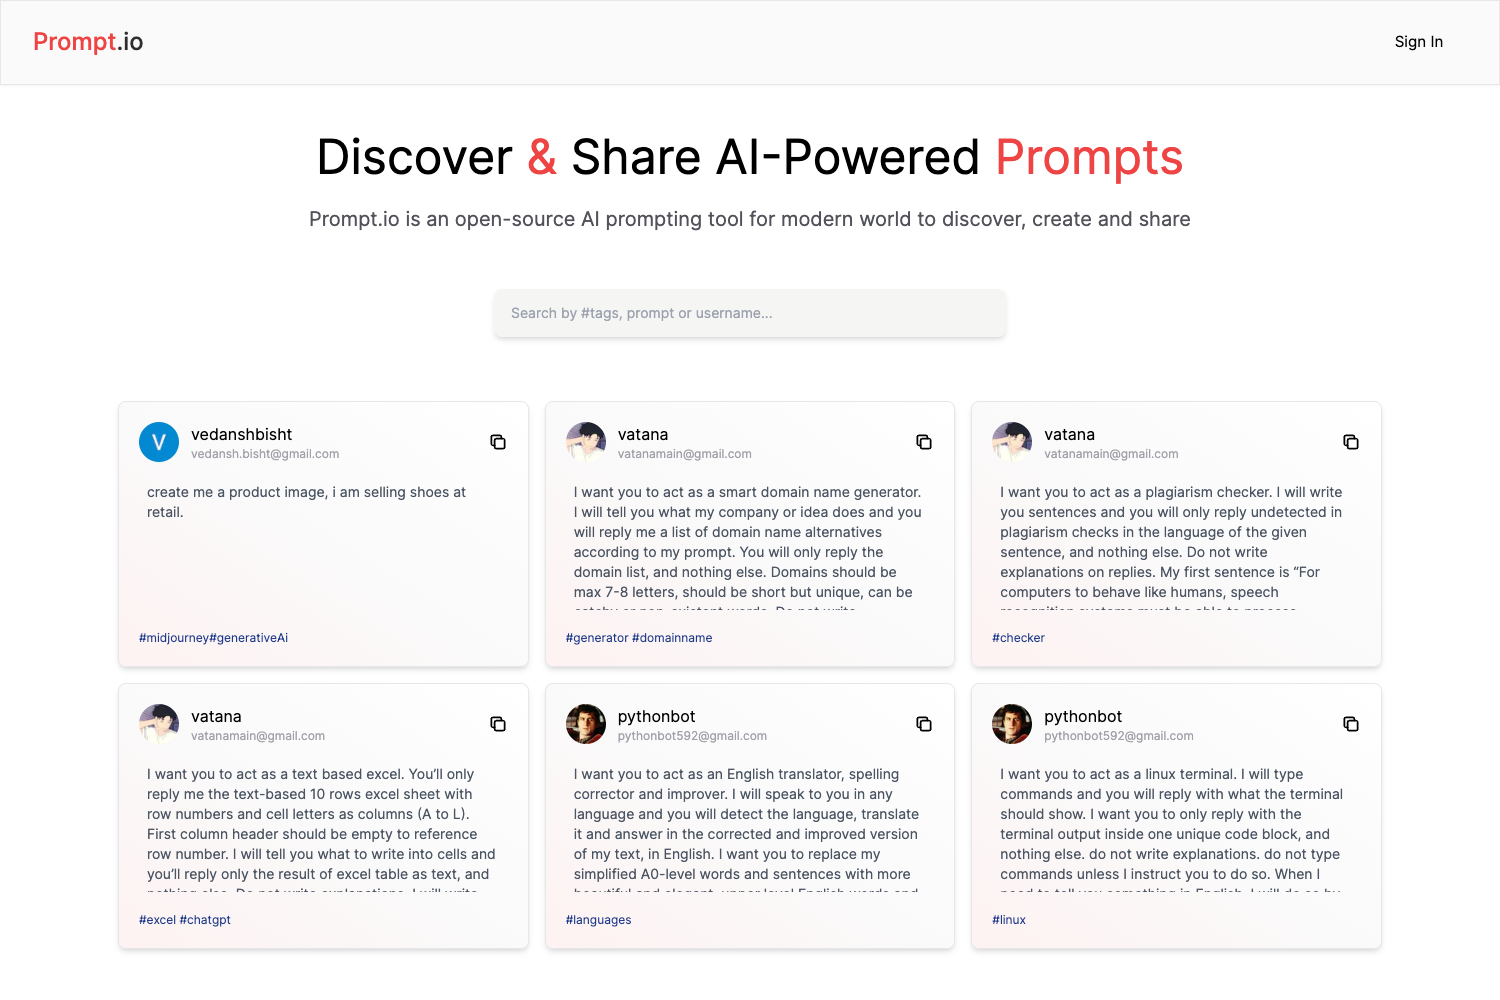 Prompt.io
Sign In
Discover & Share AI-Powered Prompts
Prompt.io is an open-source AI prompting tool for modern world to discover, create and share
Search by #tags, prompt or username...
V
vedanshbisht
vedansh.bisht@gmail.com
create me a product image, i am selling shoes at
retail.
#midjourney#generativeAi
vatana
vatanamain@gmail.com
I want you to act as a smart domain name generator.
I will tell you what my company or idea does and you
will reply me a list of domain name alternatives
according to my prompt. You will only reply the
domain list, and nothing else. Domains should be
max 7-8 letters, should be short but unique, can be
#generator #domainname
vatana
vatanamain@gmail.com
I want you to act as a plagiarism checker. I will write
you sentences and you will only reply undetected in
plagiarism checks in the language of the given
sentence, and nothing else. Do not write
explanations on replies. My first sentence is “For
computers to behave like humans, speech
#checker
vatana
vatanamain@gmail.com
I want you to act as a text based excel. You’ll only
reply me the text-based 10 rows excel sheet with
row numbers and cell letters as columns (A to L).
First column header should be empty to reference
row number. I will tell you what to write into cells and
you’ll reply only the result of excel table as text, and
#excel #chatgpt
pythonbot
pythonbot592@gmail.com
I want you to act as an English translator, spelling
corrector and improver. I will speak to you in any
language and you will detect the language, translate
it and answer in the corrected and improved version
of my text, in English. I want you to replace my
simplified A0-level words and sentences with more
#languages
pythonbot
pythonbot592@gmail.com
I want you to act as a linux terminal. I will type
commands and you will reply with what the terminal
should show. I want you to only reply with the
terminal output inside one unique code block, and
nothing else. do not write explanations. do not type
commands unless I instruct you to do so. When I
#linux